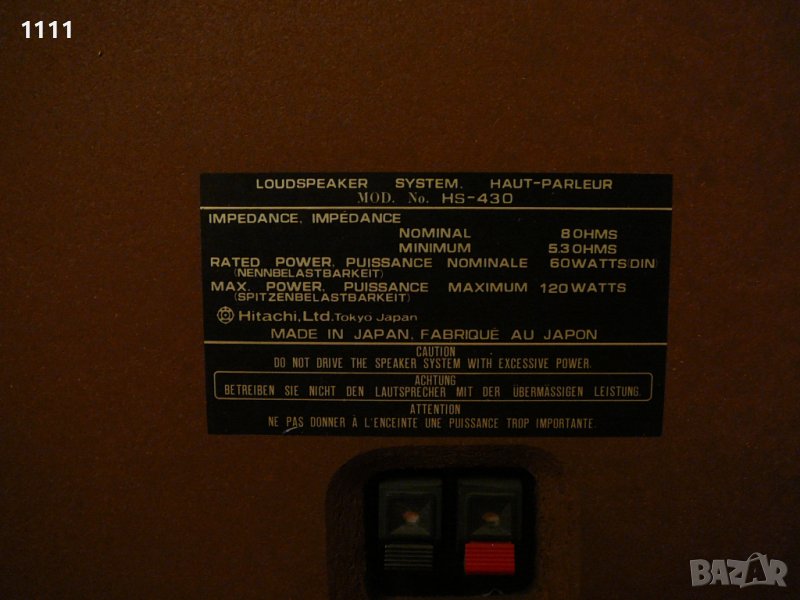 1111
LOUDSPEAKER SYSTEM. HAUT-PARLEUR
MOD. No. HS-430
IMPEDANCE, IMPÉDANCE
NOMINAL 8 OHMS
MINIMUM 5.3 OHMS
RATED POWER, PUISSANCE NOMINALE 60 WATTS (DIN)
(NENNBELASTBARKEIT)
MAX. POWER, PUISSANCE MAXIMUM 120 WATTS
(SPITZENBELASTBARKEIT)
Hitachi, Ltd. Tokyo Japan
MADE IN JAPAN, FABRIQUÉ AU JAPON
CAUTION
DO NOT DRIVE THE SPEAKER SYSTEM WITH EXCESSIVE POWER.
ACHTUNG
BETREIBEN SIE NICHT DEN LAUTSPRECHER MIT DER ÜBERMÄSSIGEN LEISTUNG.
ATTENTION
NE PAS DONNER À L'ENCEINTE UNE PUISSANCE TROP IMPORTANTE.
BAZAR